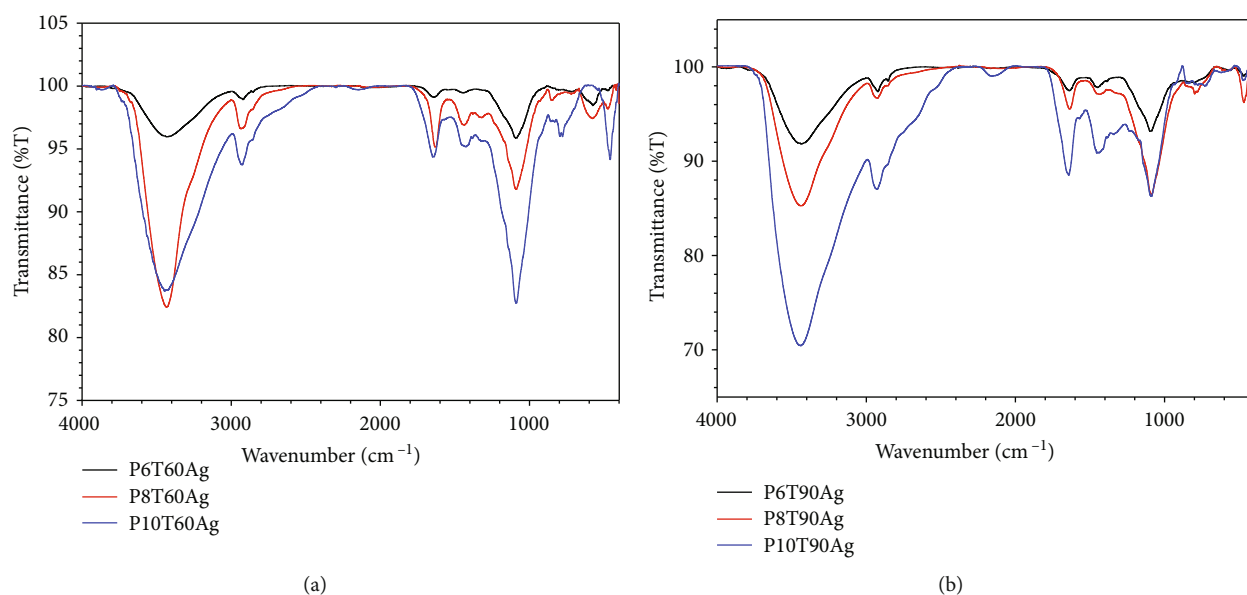 105
100
95
90
85
80
75
Transmittance (%T)
4000 3000 2000 1000
Wavenumber (cm⁻¹)
P6T60Ag
P8T60Ag
P10T60Ag
(a)
100
90
80
70
Transmittance (%T)
4000 3000 2000 1000
Wavenumber (cm⁻¹)
P6T90Ag
P8T90Ag
P10T90Ag
(b)